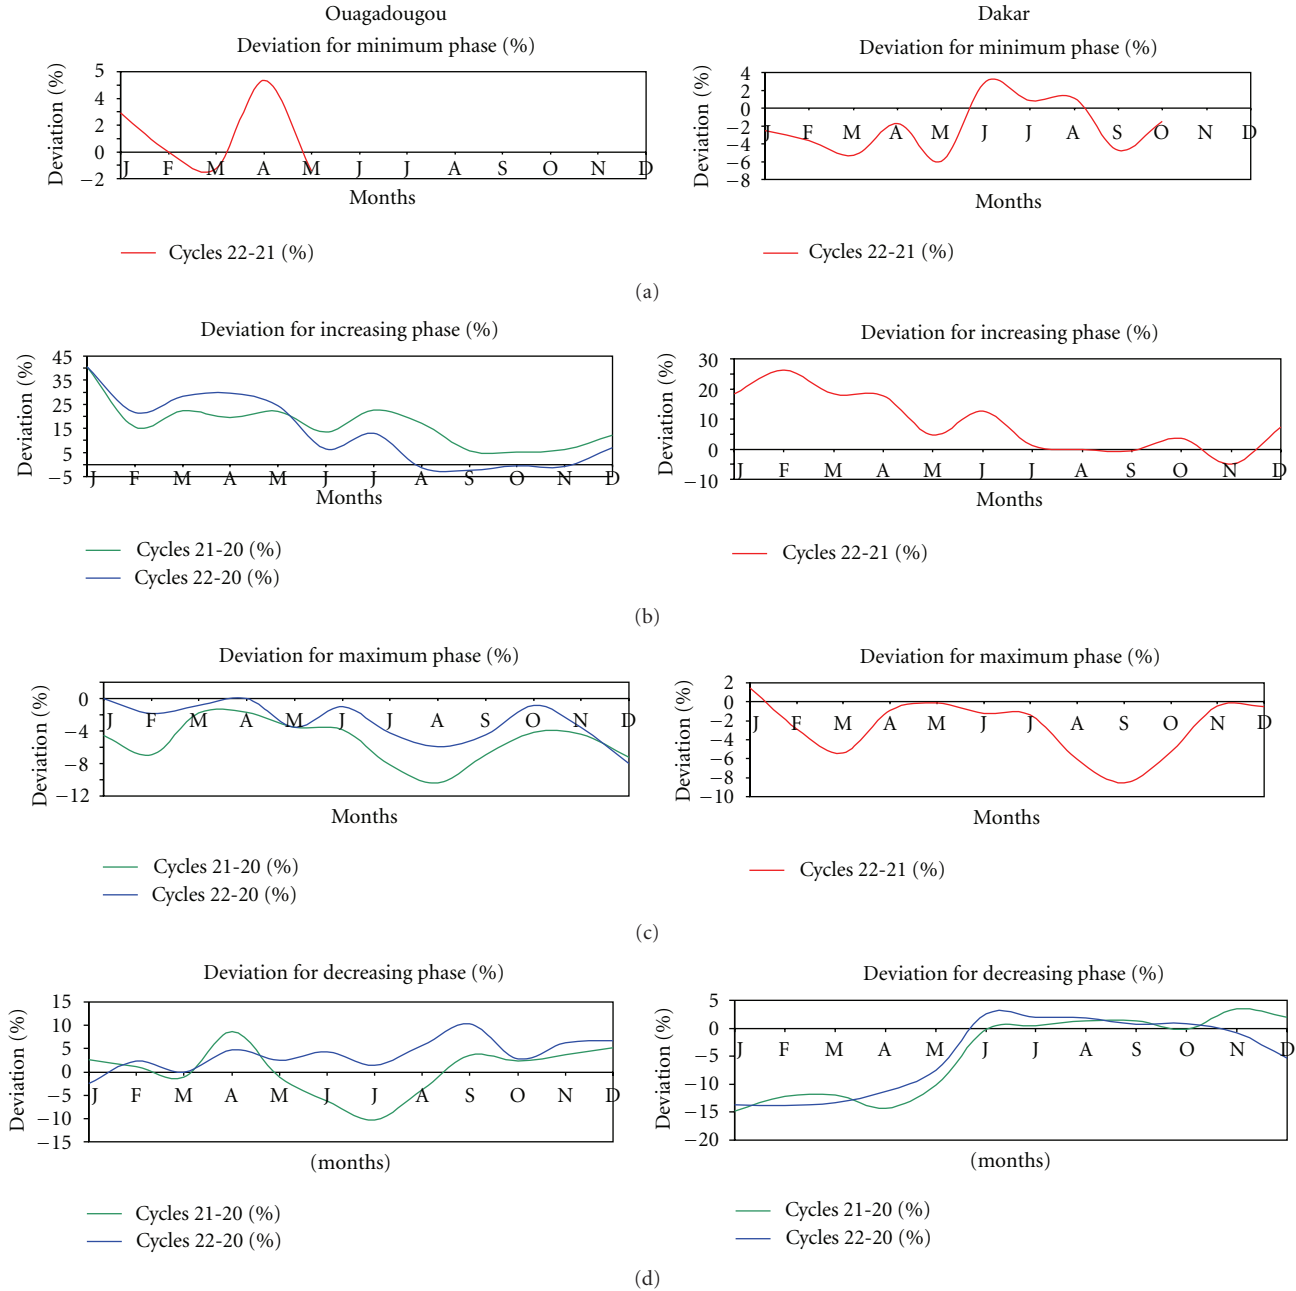 Ouagadougou
Deviation for minimum phase (%)
Deviation (%)
5
4
2
0
−2
J F M A M J J A S O N D
Months
Cycles 22-21 (%)
Dakar
Deviation for minimum phase (%)
Deviation (%)
4
2
0
−2
−4
−6
−8
J F M A M J J A S O N D
Months
Cycles 22-21 (%)
(a)
Deviation for increasing phase (%)
Deviation (%)
45
35
25
15
5
−5
J F M A M J J A S O N D
Months
Cycles 21-20 (%)
Cycles 22-20 (%)
Deviation for increasing phase (%)
Deviation (%)
30
20
10
0
−10
J F M A M J J A S O N D
Months
Cycles 22-21 (%)
(b)
Deviation for maximum phase (%)
Deviation (%)
0
−4
−8
−12
J F M A M J J A S O N D
Months
Cycles 21-20 (%)
Cycles 22-20 (%)
Deviation for maximum phase (%)
Deviation (%)
2
0
−2
−4
−6
−8
−10
J F M A M J J A S O N D
Months
Cycles 22-21 (%)
(c)
Deviation for decreasing phase (%)
Deviation (%)
15
10
5
0
−5
−10
−15
J F M A M J J A S O N D
(months)
Cycles 21-20 (%)
Cycles 22-20 (%)
Deviation for decreasing phase (%)
Deviation (%)
5
0
−5
−10
−15
−20
J F M A M J J A S O N D
(months)
Cycles 21-20 (%)
Cycles 22-20 (%)
(d)